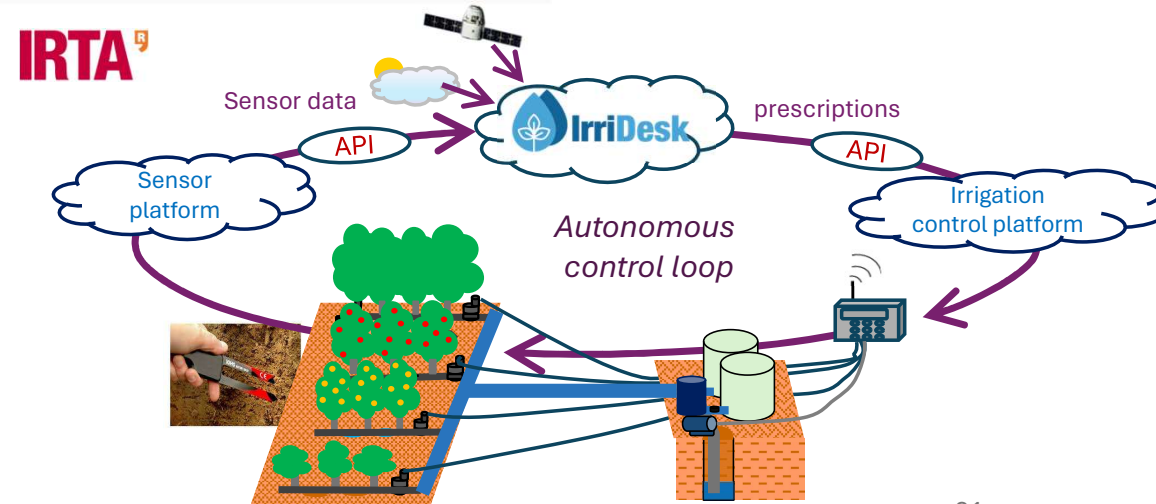 IRTA
R
Sensor data
API
IrriDesk
prescriptions
API
Sensor
platform
Irrigation
control platform
Autonomous
control loop